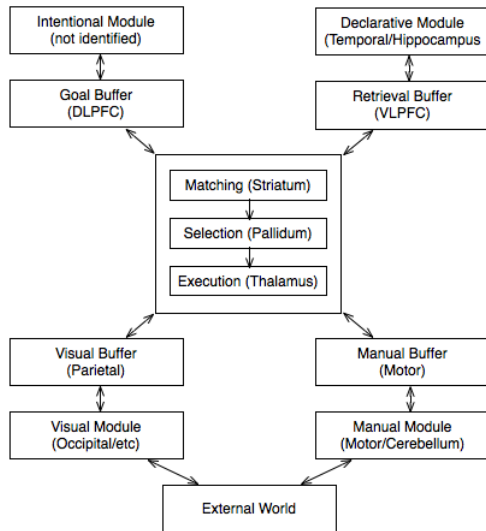 Intentional Module
(not identified)
Declarative Module
(Temporal/Hippocampus
Goal Buffer
(DLPFC)
Retrieval Buffer
(VLPFC)
Matching (Striatum)
Selection (Pallidum)
Execution (Thalamus)
Visual Buffer
(Parietal)
Manual Buffer
(Motor)
Visual Module
(Occipital/etc)
Manual Module
(Motor/Cerebellum)
External World